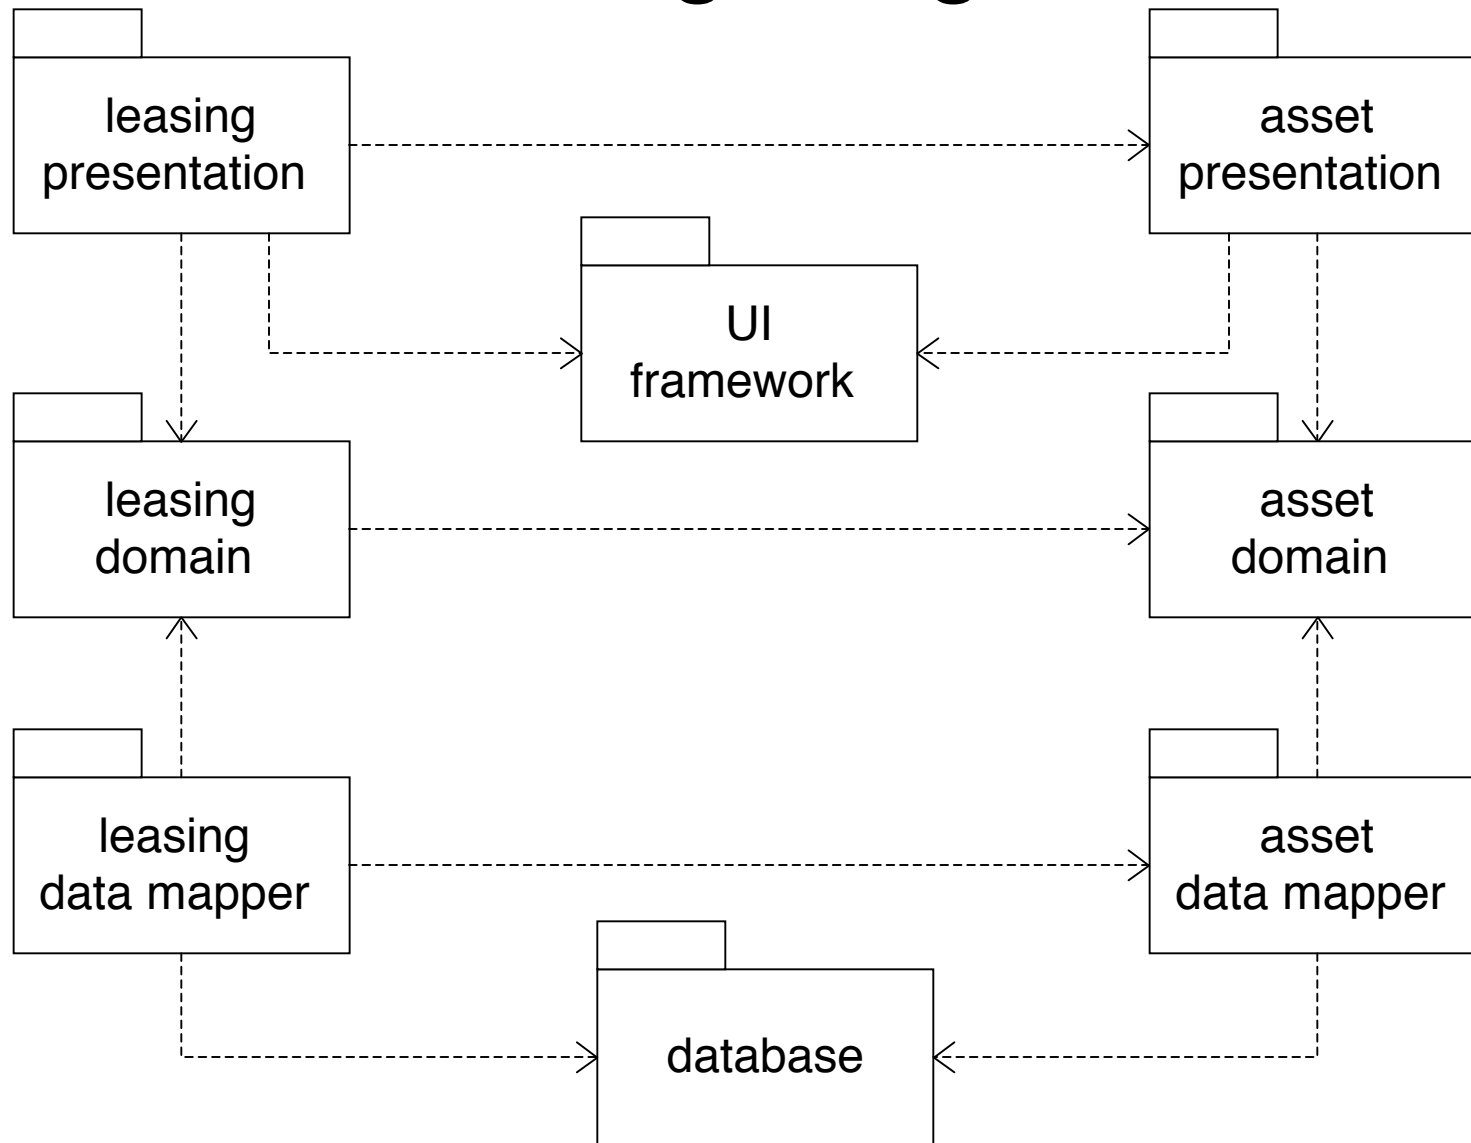 leasing
presentation
asset
presentation
UI
framework
leasing
domain
asset
domain
leasing
data mapper
asset
data mapper
database